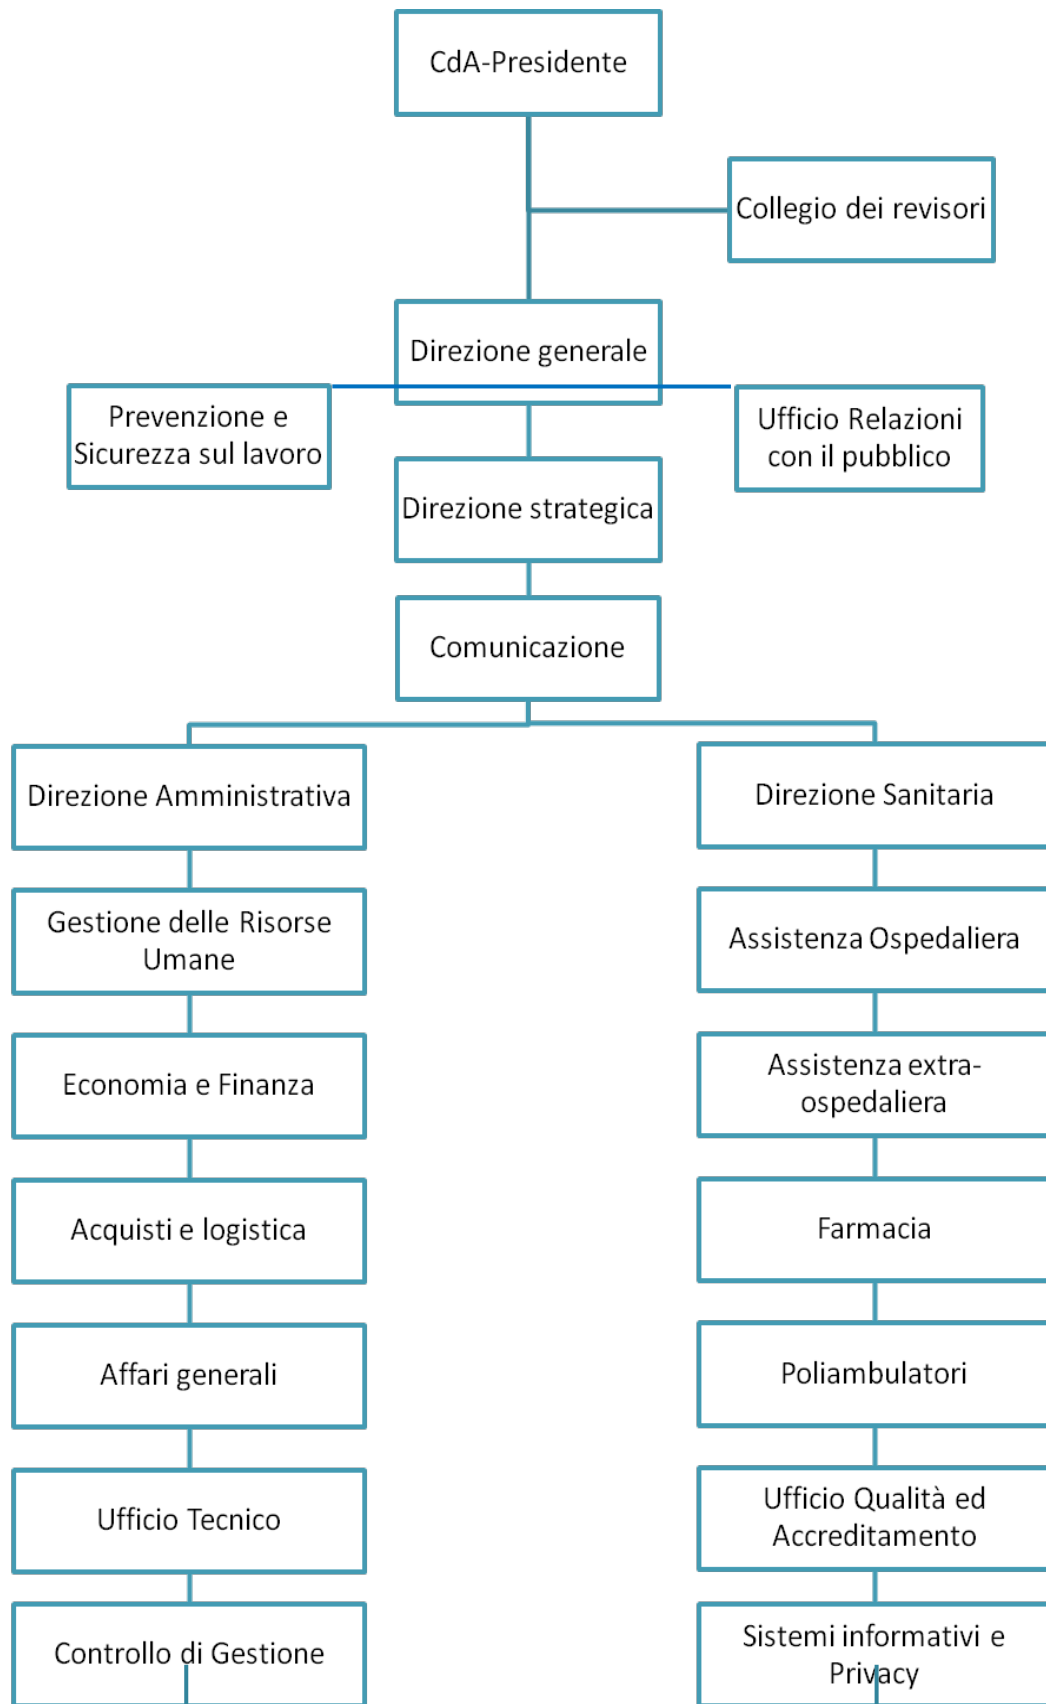 CdA-Presidente
Collegio dei revisori
Direzione generale
Prevenzione e
Sicurezza sul lavoro
Ufficio Relazioni
con il pubblico
Direzione strategica
Comunicazione
Direzione Amministrativa
Gestione delle Risorse
Umane
Economia e Finanza
Acquisti e logistica
Affari generali
Ufficio Tecnico
Controllo di Gestione
Direzione Sanitaria
Assistenza Ospedaliera
Assistenza extra-
ospedaliera
Farmacia
Poliambulatori
Ufficio Qualità ed
Accreditamento
Sistemi informativi e
Privacy